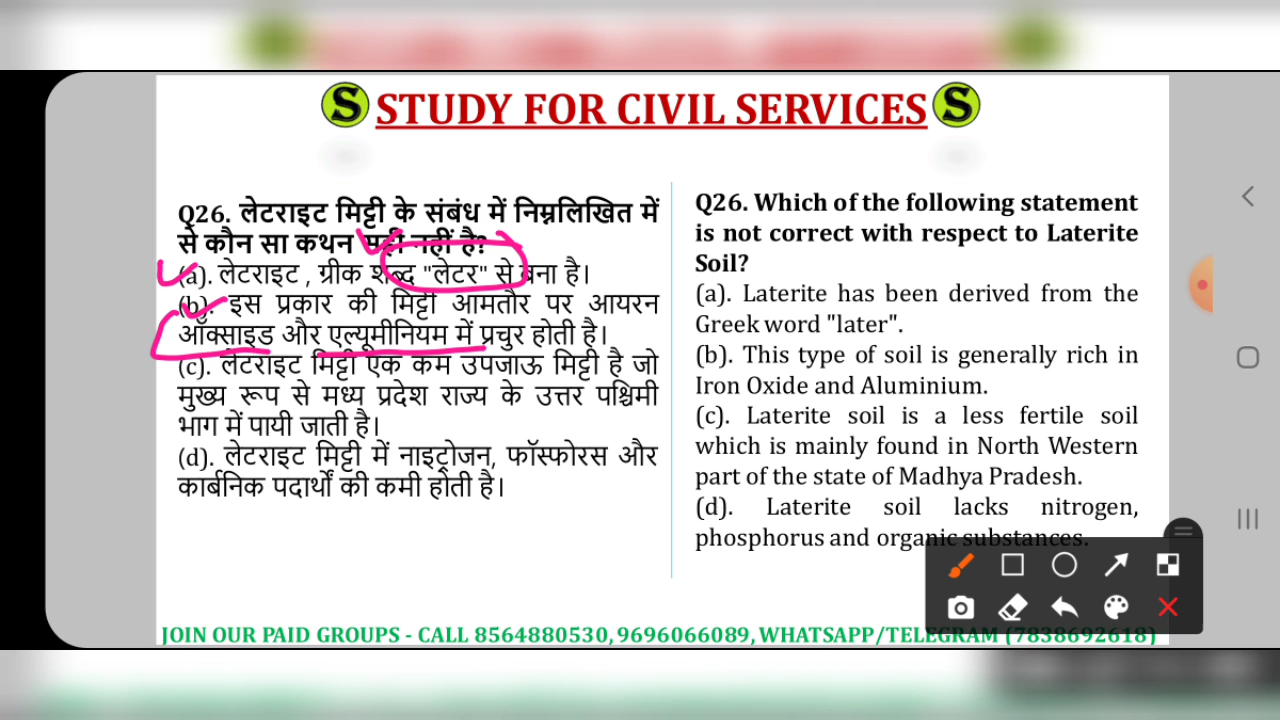 S STUDY FOR CIVIL SERVICES S
Q26. लेटराइट मिट्टी के संबंध में निम्नलिखित में
से कौन सा कथन सही नहीं है?
(a). लेटराइट , ग्रीक शब्द "लेटर" से बना है।
(b). इस प्रकार की मिट्टी आमतौर पर आयरन
ऑक्साइड और एल्यूमीनियम में प्रचुर होती है।
(c). लेटराइट मिट्टी एक कम उपजाऊ मिट्टी है जो
मुख्य रूप से मध्य प्रदेश राज्य के उत्तर पश्चिमी
भाग में पायी जाती है।
(d). लेटराइट मिट्टी में नाइट्रोजन, फॉस्फोरस और
कार्बनिक पदार्थों की कमी होती है।
Q26. Which of the following statement
is not correct with respect to Laterite
Soil?
(a). Laterite has been derived from the
Greek word "later".
(b). This type of soil is generally rich in
Iron Oxide and Aluminium.
(c). Laterite soil is a less fertile soil
which is mainly found in North Western
part of the state of Madhya Pradesh.
(d). Laterite soil lacks nitrogen,
phosphorus and organic substances.
JOIN OUR PAID GROUPS - CALL 8564880530, 9696066089, WHATSAPP/TELEGRAM (7838692618)